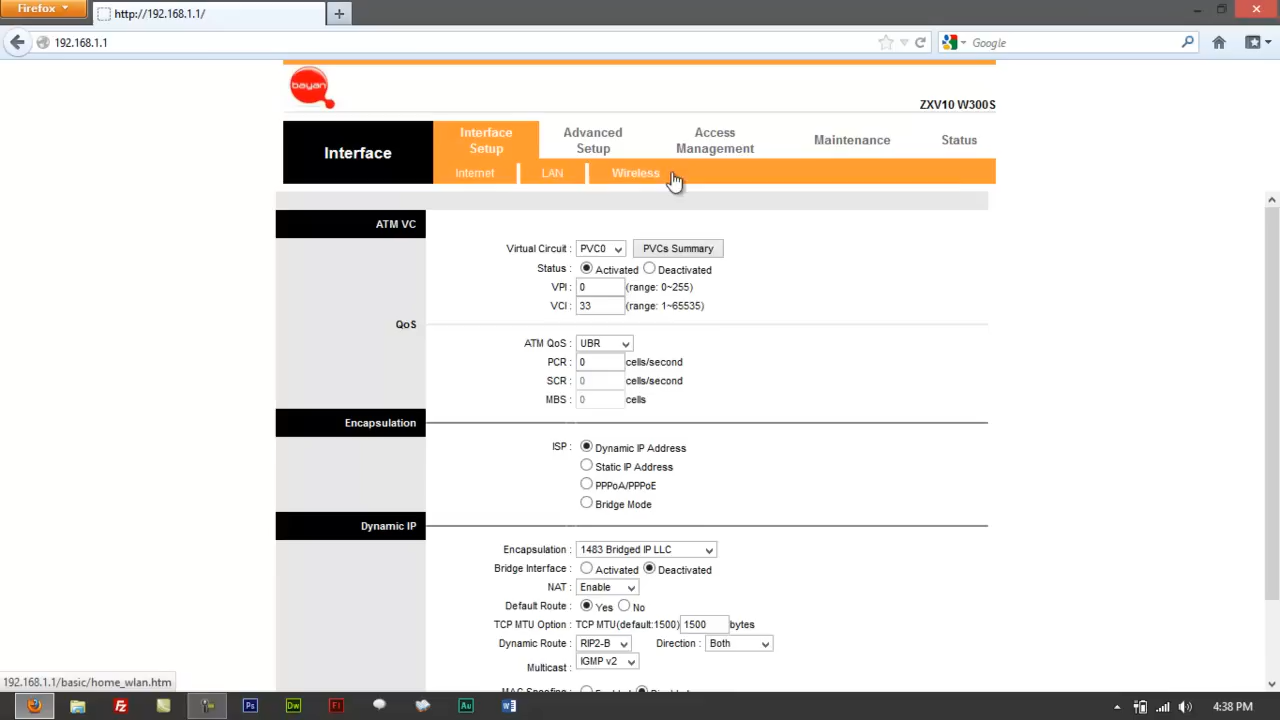 Firefox
http://192.168.1.1/
192.168.1.1
Google
bayan
ZXV10 W300S
Interface
Interface Setup
Advanced Setup
Access Management
Maintenance
Status
Internet
LAN
Wireless
ATM VC
Virtual Circuit : PVC0 PVCs Summary
Status : Activated Deactivated
VPI : 0 (range: 0~255)
VCI : 33 (range: 1~65535)
QoS
ATM QoS : UBR
PCR : 0 cells/second
SCR : 0 cells/second
MBS : 0 cells
Encapsulation
ISP : Dynamic IP Address
Static IP Address
PPPoA/PPPoE
Bridge Mode
Dynamic IP
Encapsulation : 1483 Bridged IP LLC
Bridge Interface : Activated Deactivated
NAT : Enable
Default Route : Yes No
TCP MTU Option : TCP MTU(default:1500) 1500 bytes
Dynamic Route : RIP2-B Direction : Both
Multicast : IGMP v2
192.168.1.1/basic/home_wlan.htm
Fz
Ps
Dw
Fl
Au
W
4:38 PM